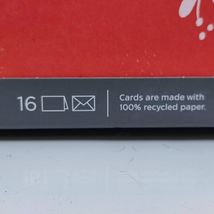 16
Cards are made with
100% recycled paper.